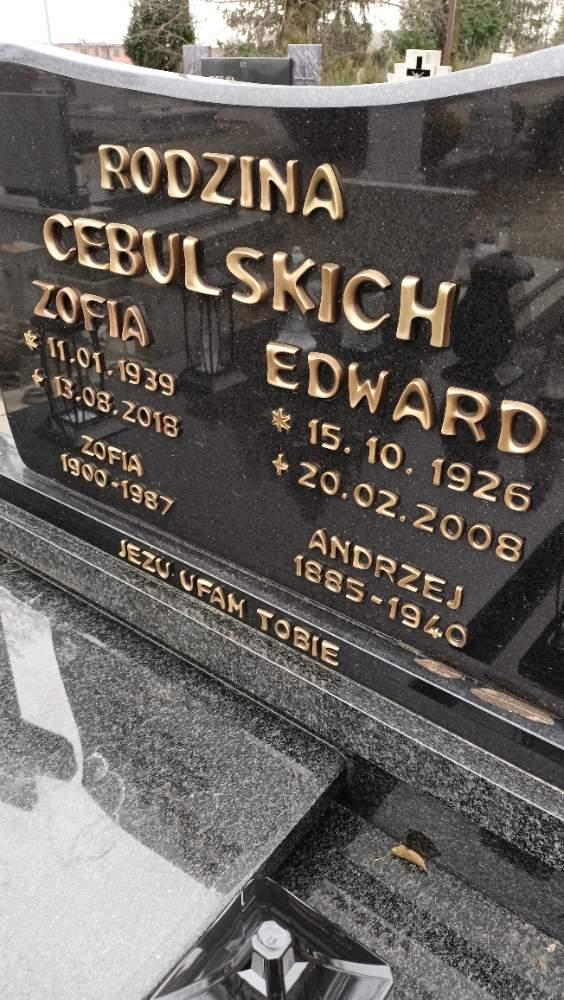 RODZINA
CEBULSKICH
ZOFIA
* 11.01.1939
+ 13.08.2018
ZOFIA
1900-1987
EDWARD
* 15.10.1926
+ 20.02.2008
ANDRZEJ
1885-1940
JEZU UFAM TOBIE